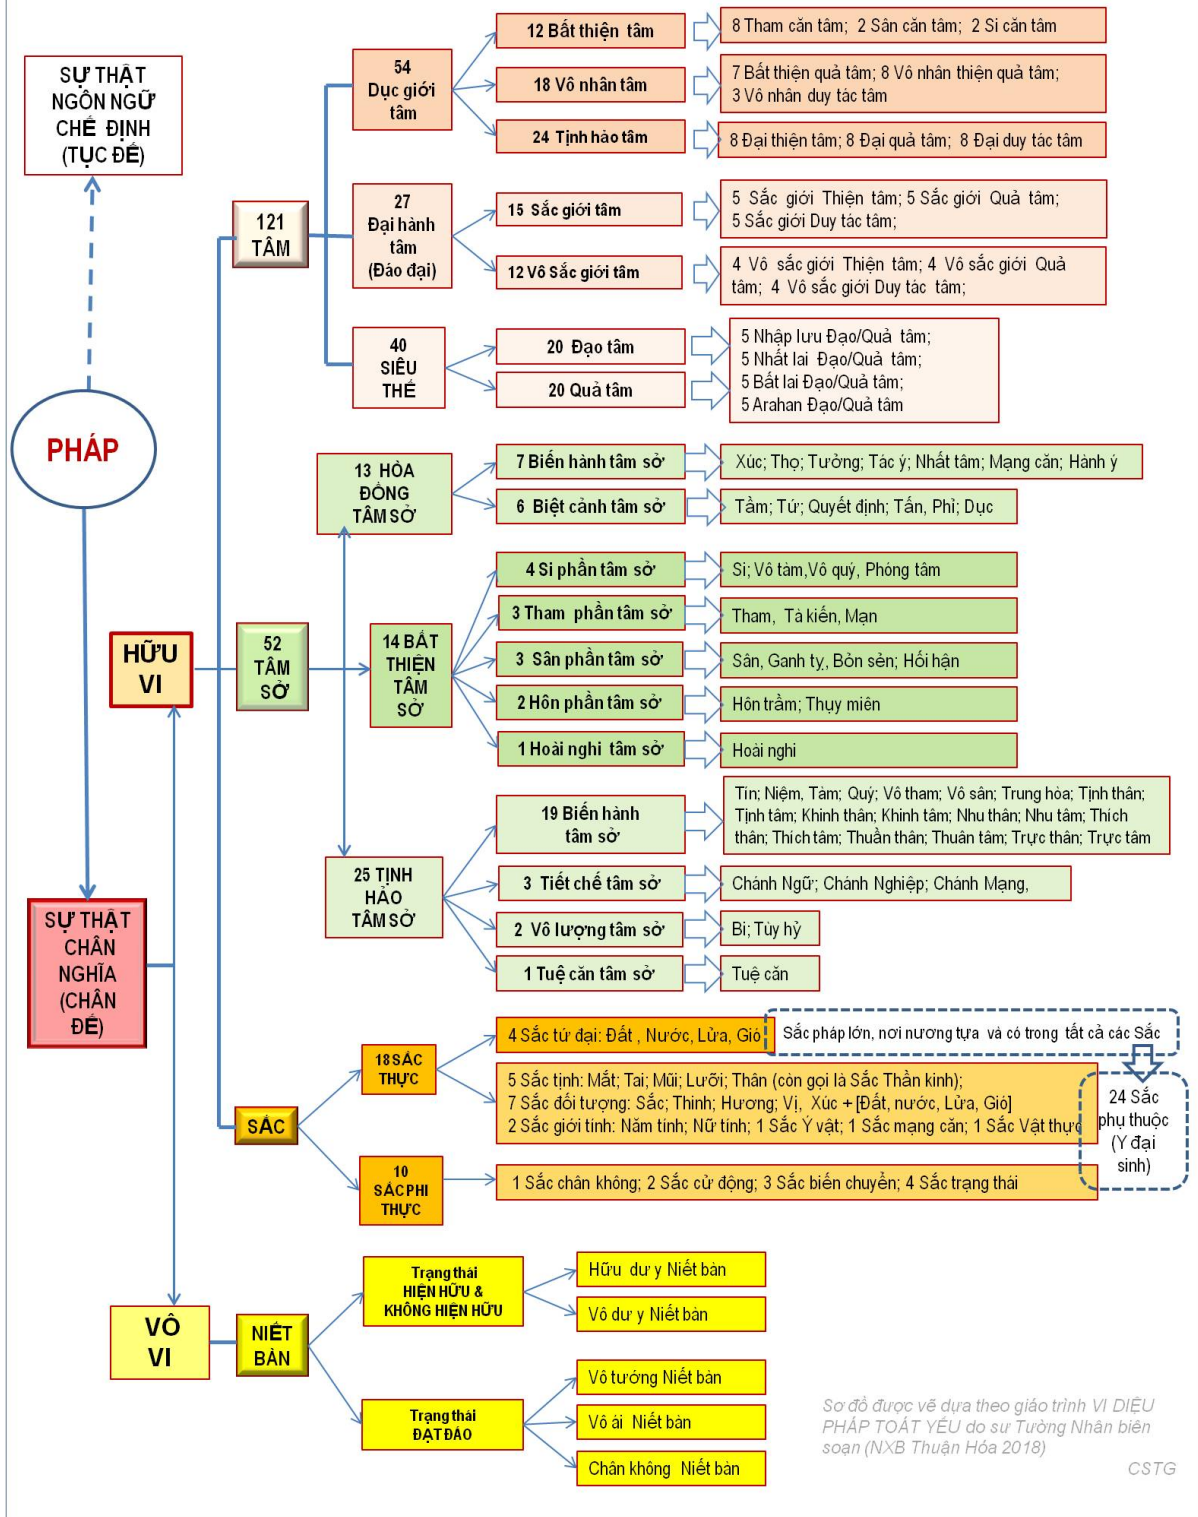 SỰ THẬT
NGÔN NGỮ
CHẾ ĐỊNH
(TỤC ĐẾ)
PHÁP
SỰ THẬT
CHÂN
NGHĨA
(CHÂN
ĐẾ)
HỮU
VI
VÔ
VI
121
TÂM
54
Dục giới
tâm
12 Bất thiện tâm
8 Tham căn tâm; 2 Sân căn tâm; 2 Si căn tâm
18 Vô nhân tâm
7 Bất thiện quả tâm; 8 Vô nhân thiện quả tâm;
3 Vô nhân duy tác tâm
24 Tịnh hảo tâm
8 Đại thiện tâm; 8 Đại quả tâm; 8 Đại duy tác tâm
27
Đại hành
tâm
(Đáo đại)
15 Sắc giới tâm
5 Sắc giới Thiện tâm; 5 Sắc giới Quả tâm;
5 Sắc giới Duy tác tâm;
12 Vô Sắc giới tâm
4 Vô sắc giới Thiện tâm; 4 Vô sắc giới Quả
tâm; 4 Vô sắc giới Duy tác tâm;
40
SIÊU
THẾ
20 Đạo tâm
20 Quả tâm
5 Nhập lưu Đạo/Quả tâm;
5 Nhất lai Đạo/Quả tâm;
5 Bất lai Đạo/Quả tâm;
5 Arahan Đạo/Quả tâm
52
TÂM
SỞ
13 HÒA
ĐỒNG
TÂM SỞ
7 Biến hành tâm sở
Xúc; Thọ; Tưởng; Tác ý; Nhất tâm; Mạng căn; Hành ý
6 Biệt cảnh tâm sở
Tầm; Tứ; Quyết định; Tấn, Phỉ; Dục
14 BẤT
THIỆN
TÂM
SỞ
4 Si phần tâm sở
Si; Vô tàm,Vô quý, Phóng tâm
3 Tham phần tâm sở
Tham, Tà kiến, Mạn
3 Sân phần tâm sở
Sân, Ganh tỵ, Bỏn sẻn; Hối hận
2 Hôn phần tâm sở
Hôn trầm; Thụy miên
1 Hoài nghi tâm sở
Hoài nghi
25 TỊNH
HẢO
TÂM SỞ
19 Biến hành
tâm sở
Tín; Niệm, Tàm; Quý; Vô tham; Vô sân; Trung hòa; Tịnh thân;
Tịnh tâm; Khinh thân; Khinh tâm; Nhu thân; Nhu tâm; Thích
thân; Thích tâm; Thuần thân; Thuân tâm; Trực thân; Trực tâm
3 Tiết chế tâm sở
Chánh Ngữ; Chánh Nghiệp; Chánh Mạng,
2 Vô lượng tâm sở
Bi; Tùy hỷ
1 Tuệ căn tâm sở
Tuệ căn
SẮC
18 SẮC
THỰC
4 Sắc tứ đại: Đất , Nước, Lửa, Gió
Sắc pháp lớn, nơi nương tựa và có trong tất cả các Sắc
5 Sắc tịnh: Mắt; Tai; Mũi; Lưỡi; Thân (còn gọi là Sắc Thần kinh);
7 Sắc đối tượng: Sắc; Thinh; Hương; Vị, Xúc + [Đất, nước, Lửa, Gió]
2 Sắc giới tính: Năm tính; Nữ tính; 1 Sắc Ý vật; 1 Sắc mạng căn; 1 Sắc Vật thực
24 Sắc
phụ thuộc
(Y đại
sinh)
10
SẮC PHI
THỰC
1 Sắc chân không; 2 Sắc cử động; 3 Sắc biến chuyển; 4 Sắc trạng thái
NIẾT
BÀN
Trạng thái
HIỆN HỮU &
KHÔNG HIỆN HỮU
Hữu dư y Niết bàn
Vô dư y Niết bàn
Trạng thái
ĐẠT ĐÁO
Vô tướng Niết bàn
Vô ái Niết bàn
Chân không Niết bàn
Sơ đồ được vẽ dựa theo giáo trình VI DIỆU
PHÁP TOÁT YẾU do sư Tường Nhân biên
soạn (NXB Thuận Hóa 2018)
CSTG